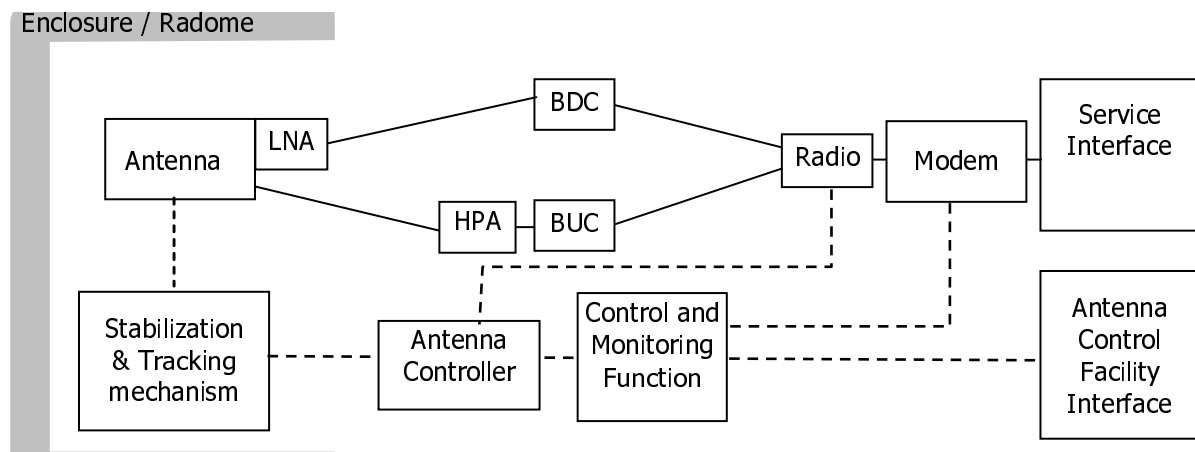 Enclosure / Radome
BDC
LNA
Antenna
Radio
Modem
Service
Interface
HPA
BUC
Stabilization
& Tracking
mechanism
Antenna
Controller
Control and
Monitoring
Function
Antenna
Control
Facility
Interface